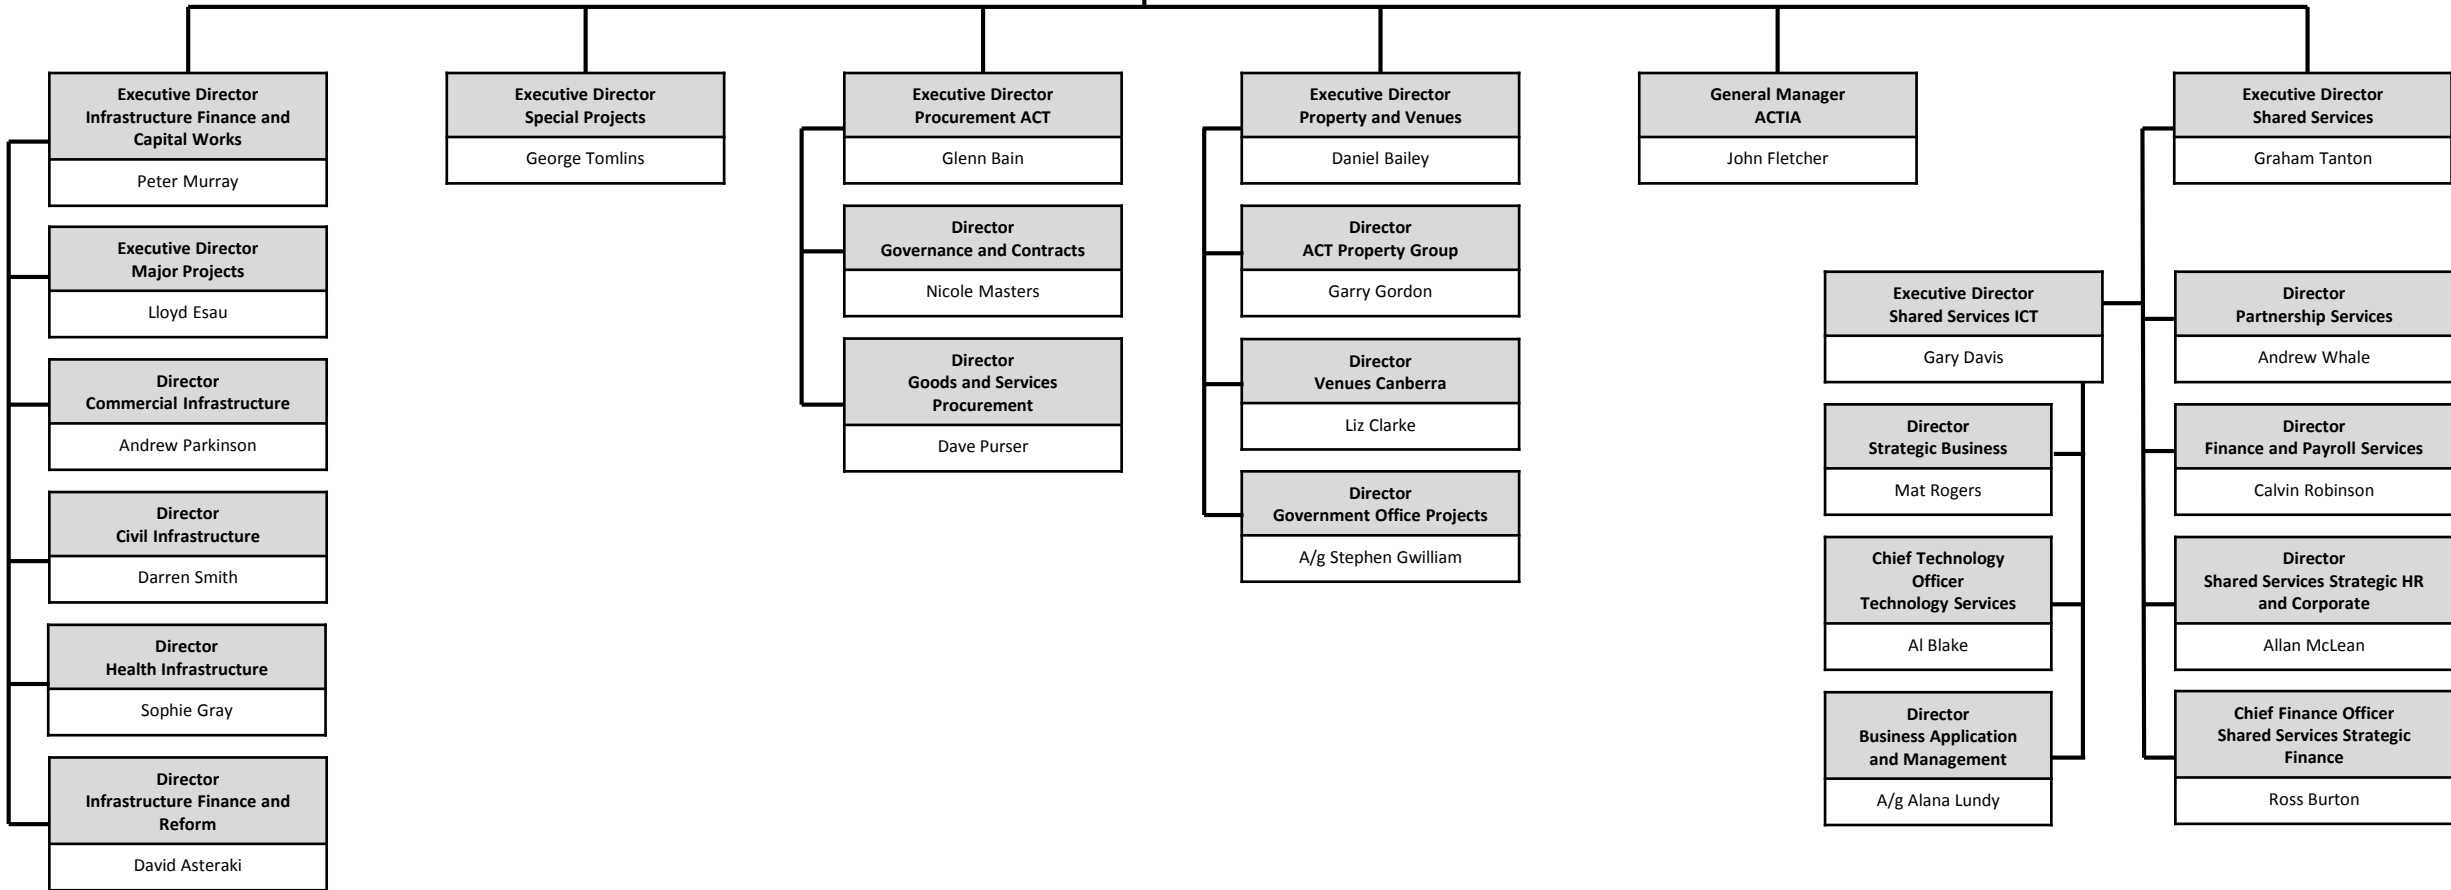 Executive Director
Infrastructure Finance and
Capital Works
Peter Murray
Executive Director
Major Projects
Lloyd Esau
Director
Commercial Infrastructure
Andrew Parkinson
Director
Civil Infrastructure
Darren Smith
Director
Health Infrastructure
Sophie Gray
Director
Infrastructure Finance and
Reform
David Asteraki
Executive Director
Special Projects
George Tomlins
Executive Director
Procurement ACT
Glenn Bain
Director
Governance and Contracts
Nicole Masters
Director
Goods and Services
Procurement
Dave Purser
Executive Director
Property and Venues
Daniel Bailey
Director
ACT Property Group
Garry Gordon
Director
Venues Canberra
Liz Clarke
Director
Government Office Projects
A/g Stephen Gwilliam
General Manager
ACTIA
John Fletcher
Executive Director
Shared Services
Graham Tanton
Executive Director
Shared Services ICT
Gary Davis
Director
Strategic Business
Mat Rogers
Chief Technology
Officer
Technology Services
Al Blake
Director
Business Application
and Management
A/g Alana Lundy
Director
Partnership Services
Andrew Whale
Director
Finance and Payroll Services
Calvin Robinson
Director
Shared Services Strategic HR
and Corporate
Allan McLean
Chief Finance Officer
Shared Services Strategic
Finance
Ross Burton